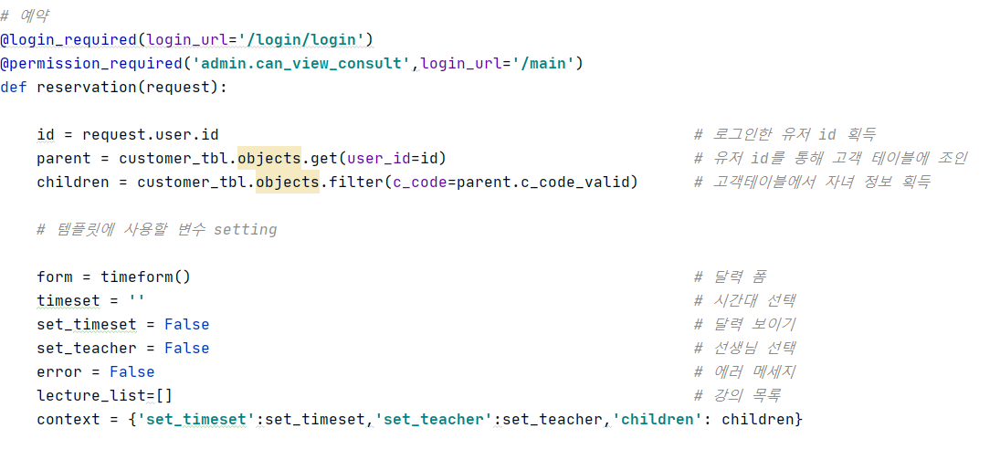 # 예약
@login_required(login_url='/login/login')
@permission_required('admin.can_view_consult',login_url='/main')
def reservation(request):
id = request.user.id # 로그인한 유저 id 획득
parent = customer_tbl.objects.get(user_id=id) # 유저 id를 통해 고객 테이블에 조인
children = customer_tbl.objects.filter(c_code=parent.c_code_valid) # 고객테이블에서 자녀 정보 획득
# 템플릿에 사용할 변수 setting
form = timeform() # 달력 폼
timeset = '' # 시간대 선택
set_timeset = False # 달력 보이기
set_teacher = False # 선생님 선택
error = False # 에러 메세지
lecture_list=[] # 강의 목록
context = {'set_timeset':set_timeset,'set_teacher':set_teacher,'children': children}